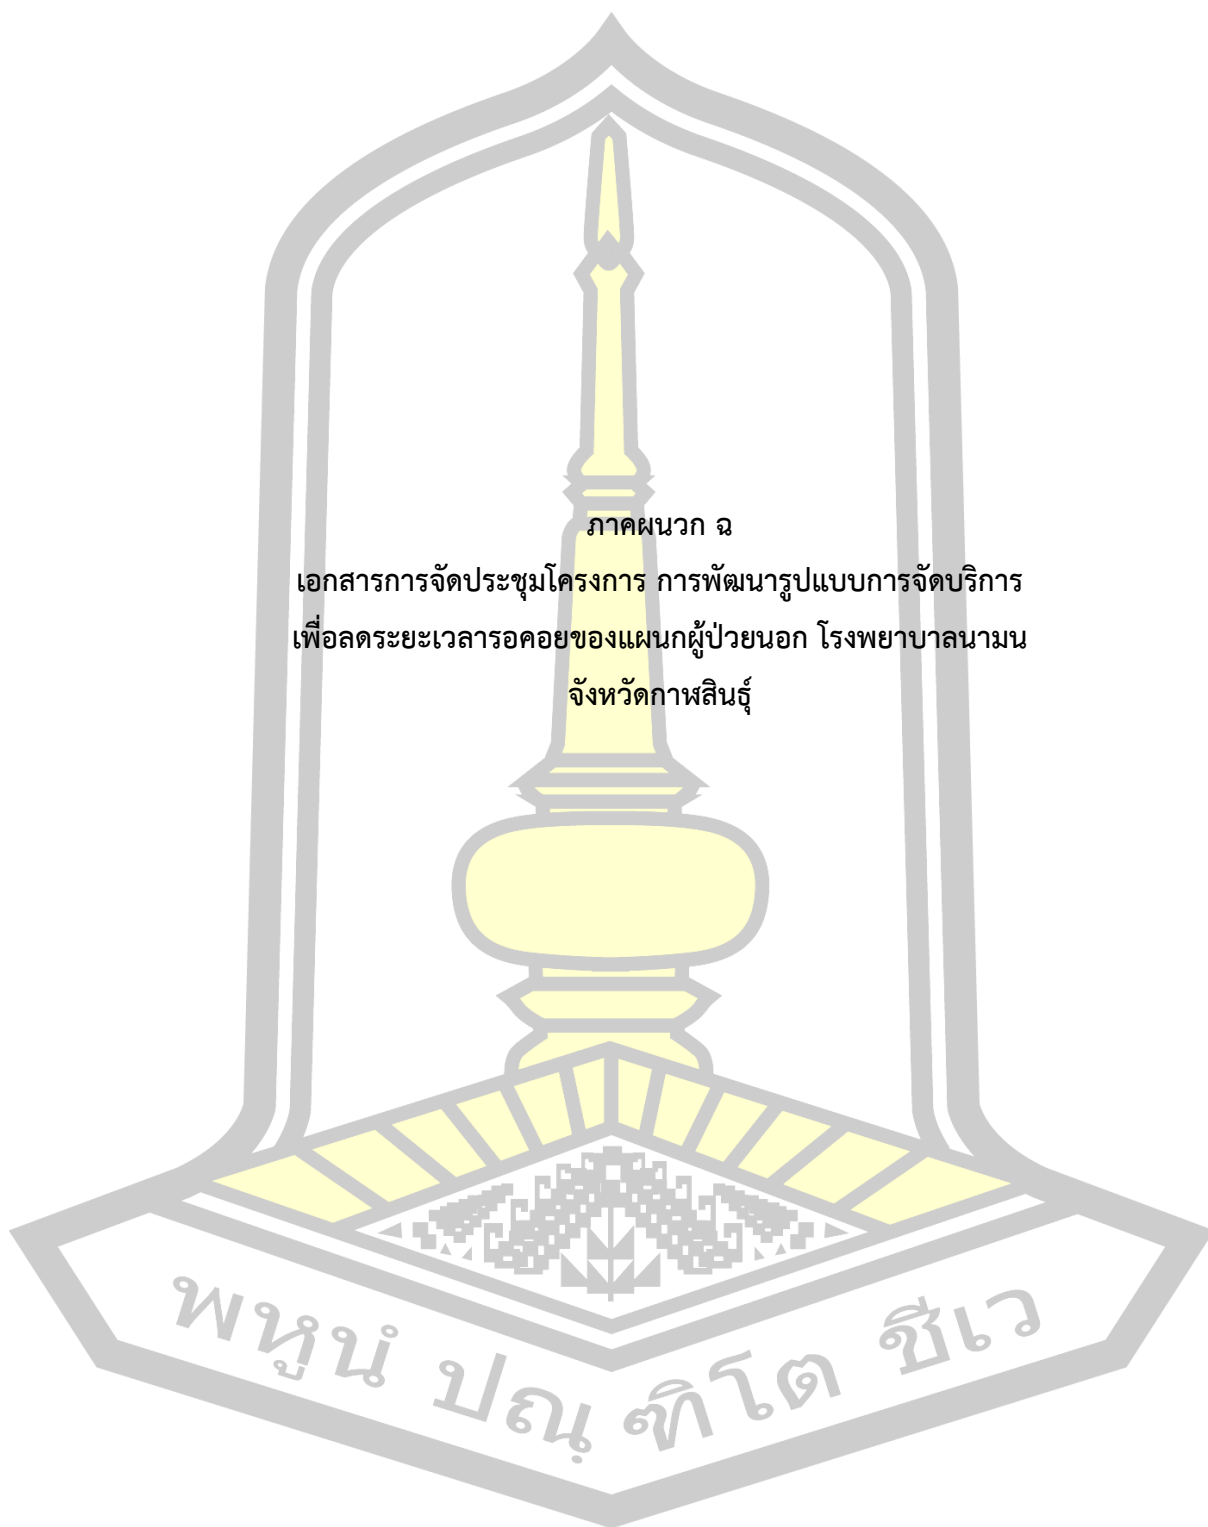 ภาคผนวก ฉ
เอกสารการจัดประชุมโครงการ การพัฒนารูปแบบการจัดบริการ
เพื่อลดระยะเวลารอคอยของแผนกผู้ป่วยนอก โรงพยาบาลนามน
จังหวัดกาฬสินธุ์
พหูนํ ปณฺฑิโต ชีเว